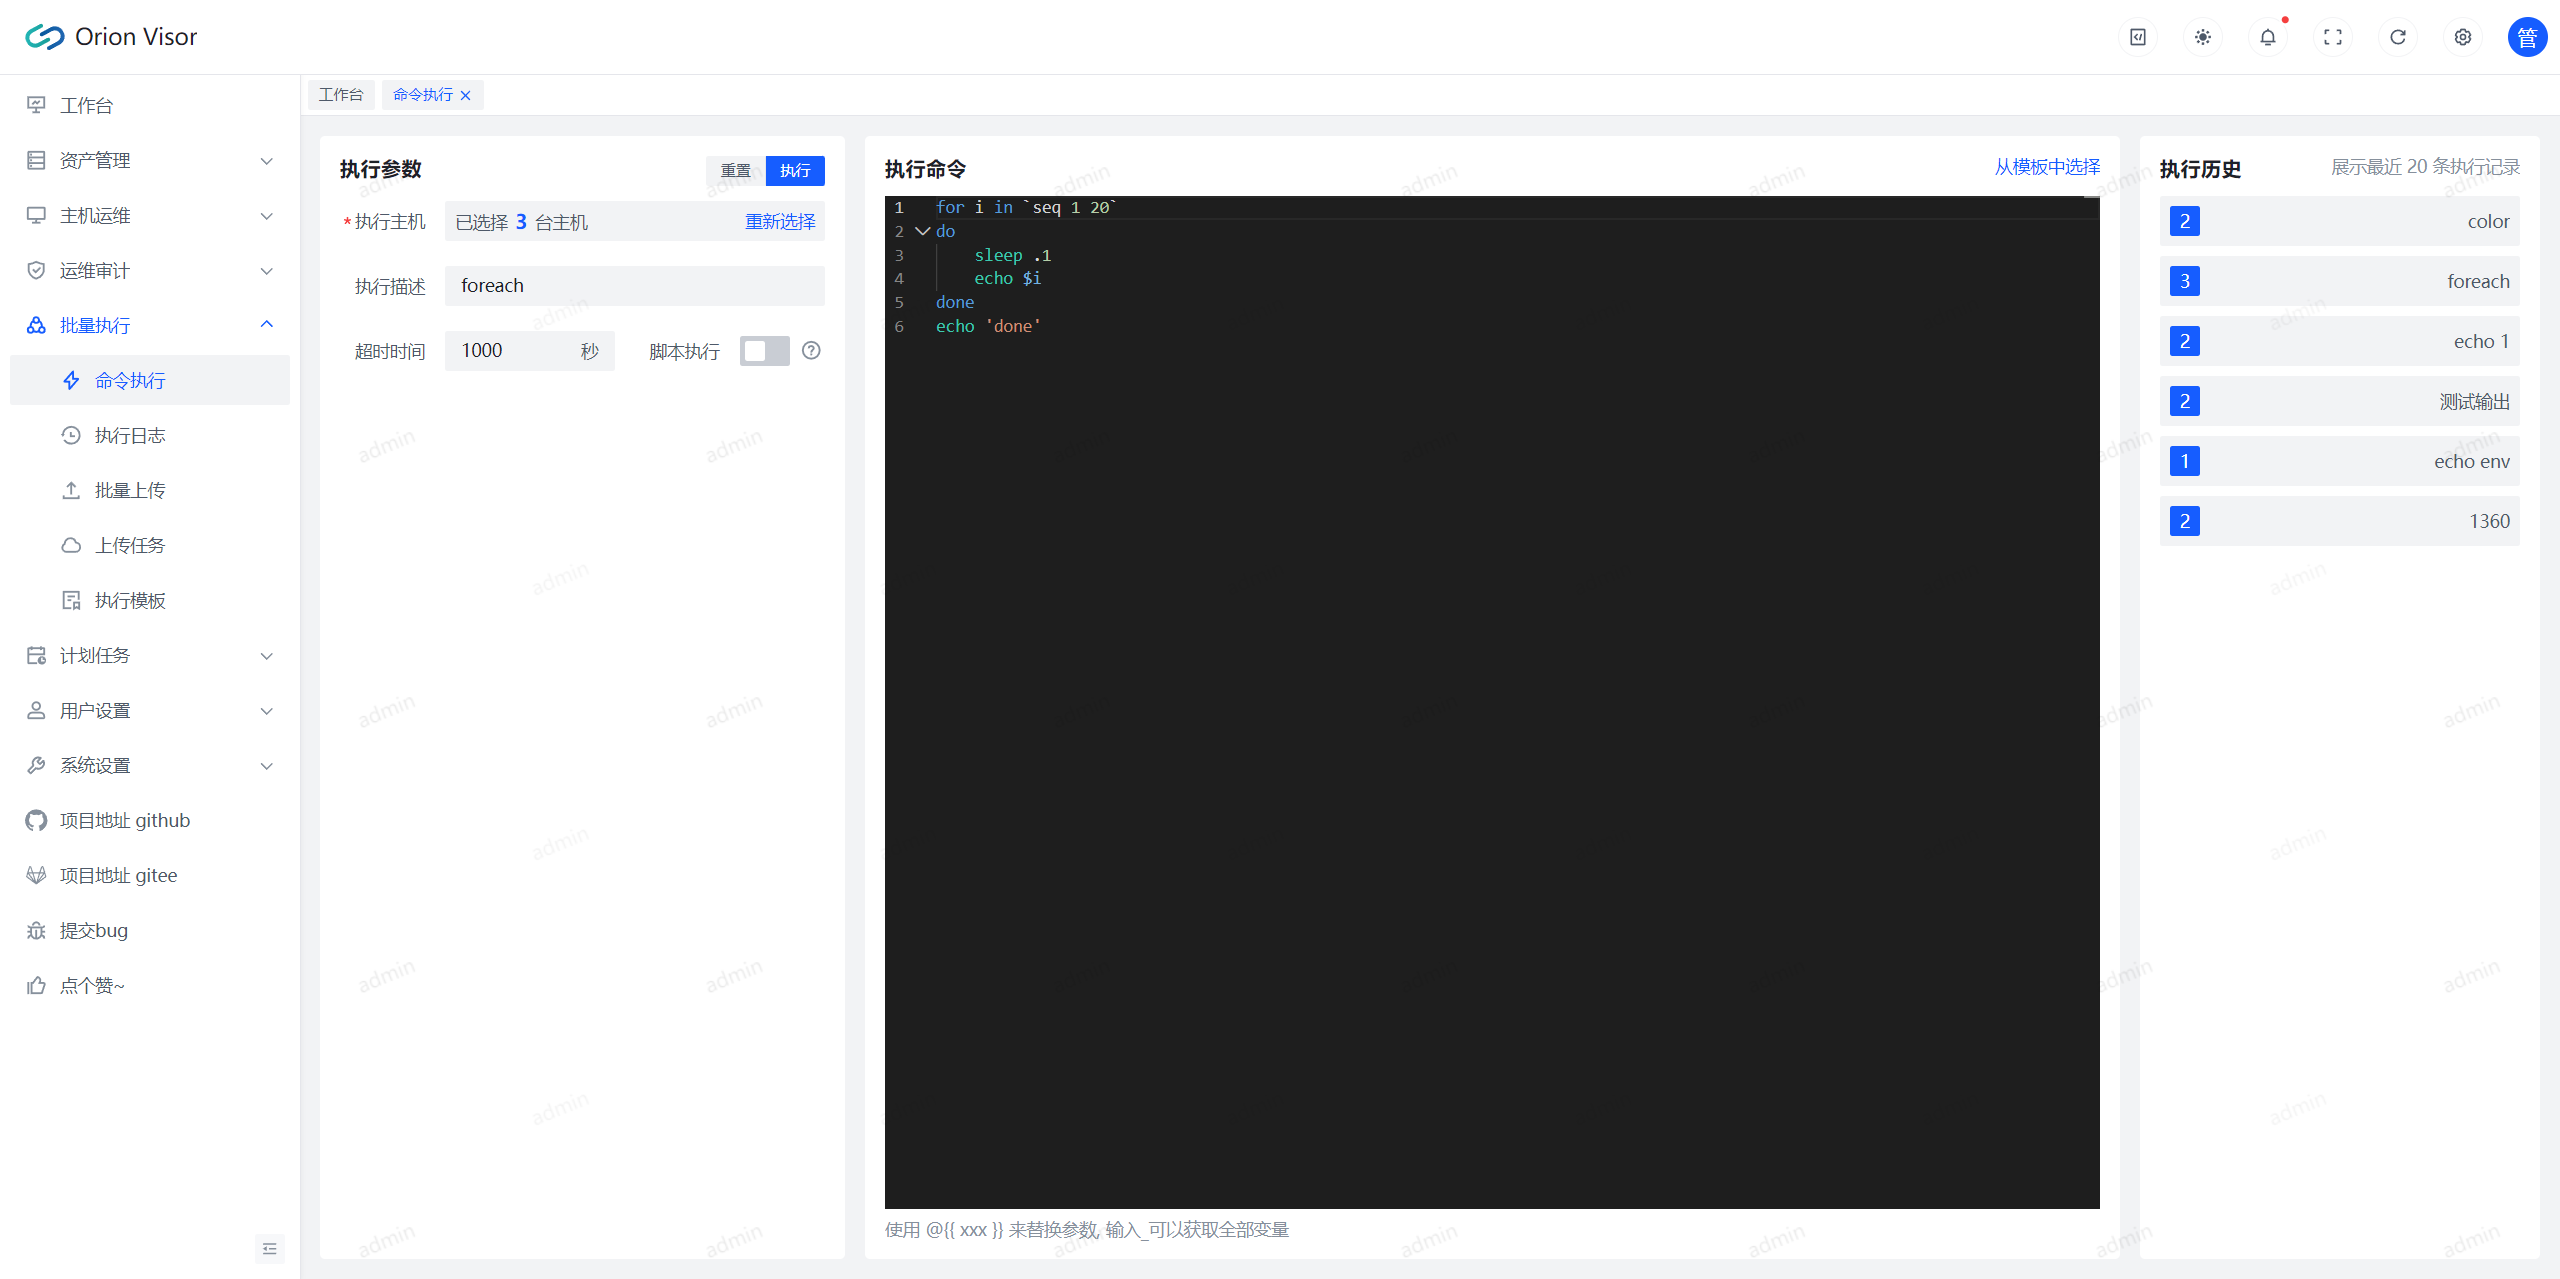 Orion Visor
管
工作台
资产管理
主机运维
运维审计
批量执行
命令执行
执行日志
批量上传
上传任务
执行模板
计划任务
用户设置
系统设置
项目地址 github
项目地址 gitee
提交bug
点个赞~
工作台
命令执行
执行参数
重置
执行
*执行主机
已选择 3 台主机
重新选择
执行描述
foreach
超时时间
1000
秒
脚本执行
执行命令
从模板中选择
1 for i in `seq 1 20`
2 do
3 sleep .1
4 echo $i
5 done
6 echo 'done'
使用 @{{ xxx }} 来替换参数, 输入_可以获取全部变量
执行历史
展示最近 20 条执行记录
2 color
3 foreach
2 echo 1
2 测试输出
1 echo env
2 1360
admin